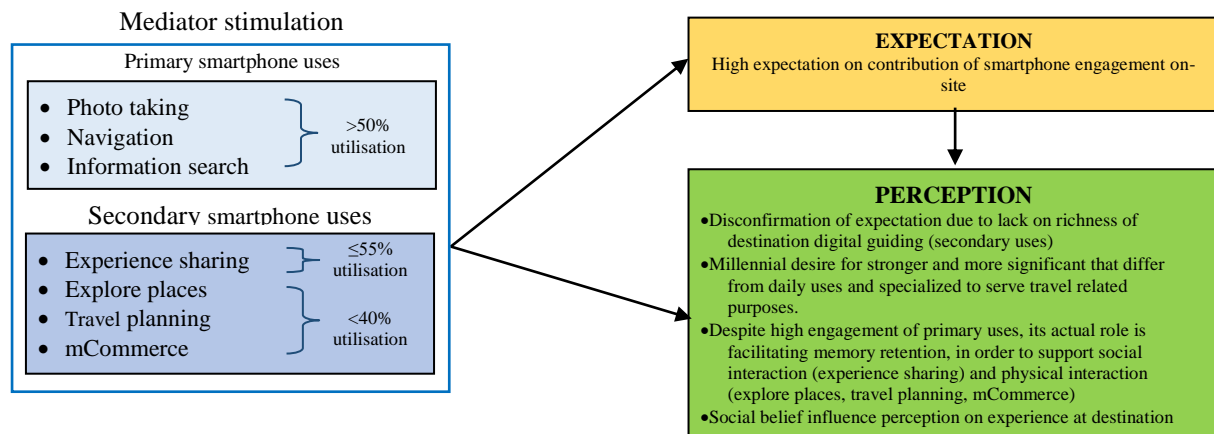 Mediator stimulation
Primary smartphone uses
• Photo taking
• Navigation
• Information search
>50%
utilisation
Secondary smartphone uses
• Experience sharing
• Explore places
• Travel planning
• mCommerce
≤55%
utilisation
<40%
utilisation
EXPECTATION
High expectation on contribution of smartphone engagement on-
site
PERCEPTION
•Disconfirmation of expectation due to lack on richness of
destination digital guiding (secondary uses)
•Millennial desire for stronger and more significant that differ
from daily uses and specialized to serve travel related
purposes.
•Despite high engagement of primary uses, its actual role is
facilitating memory retention, in order to support social
interaction (experience sharing) and physical interaction
(explore places, travel planning, mCommerce)
•Social belief influence perception on experience at destination